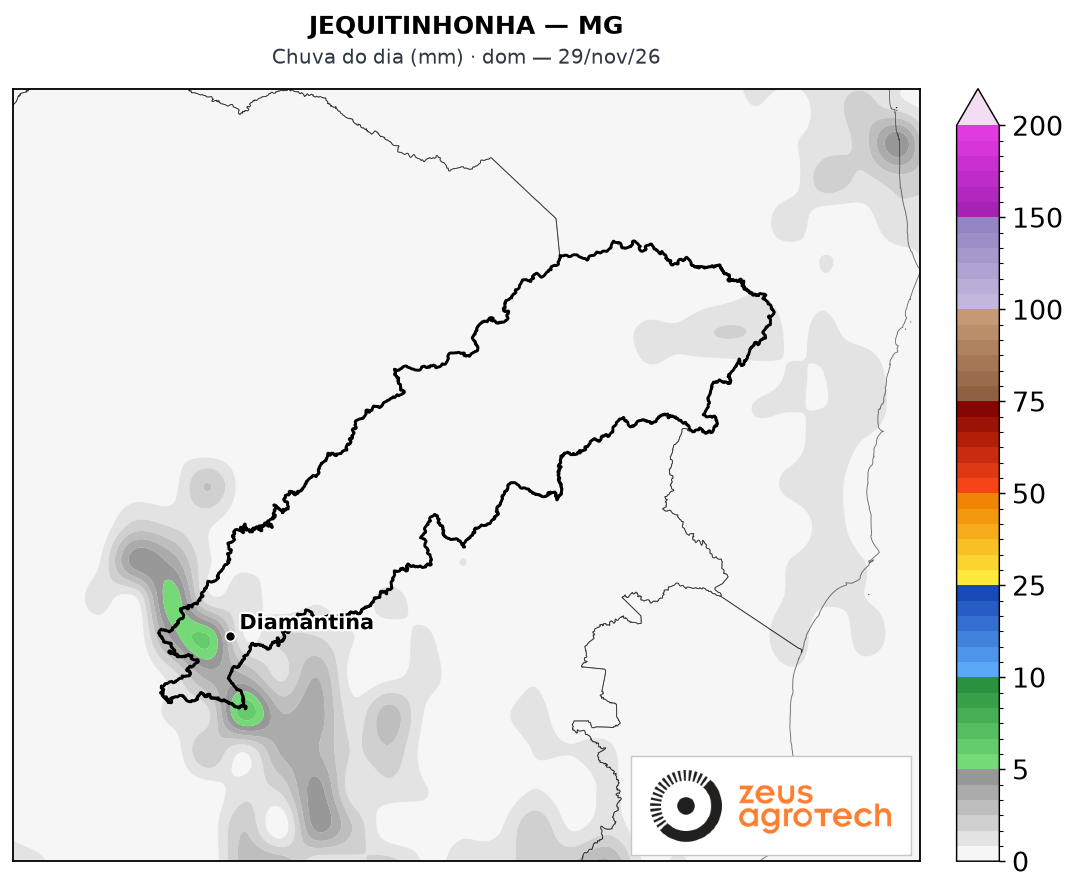 JEQUITINHONHA — MG
Chuva do dia (mm) · dom — 29/nov/26
200
150
100
75
50
25
10
5
0
Diamantina
zeus
agrotech